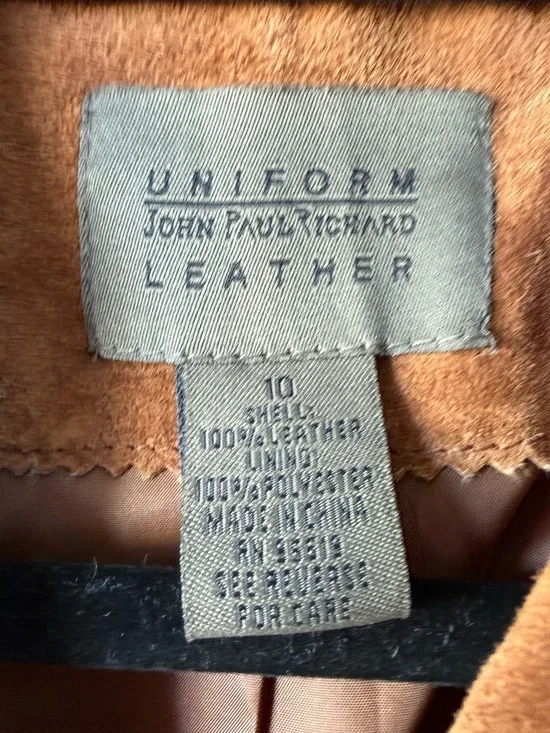 UNIFORM
JOHN PAUL RICHARD
LEATHER
10
SHELL:
100% LEATHER
LINING:
100% POLYESTER
MADE IN CHINA
RN
SEE REVERSE
FOR CARE